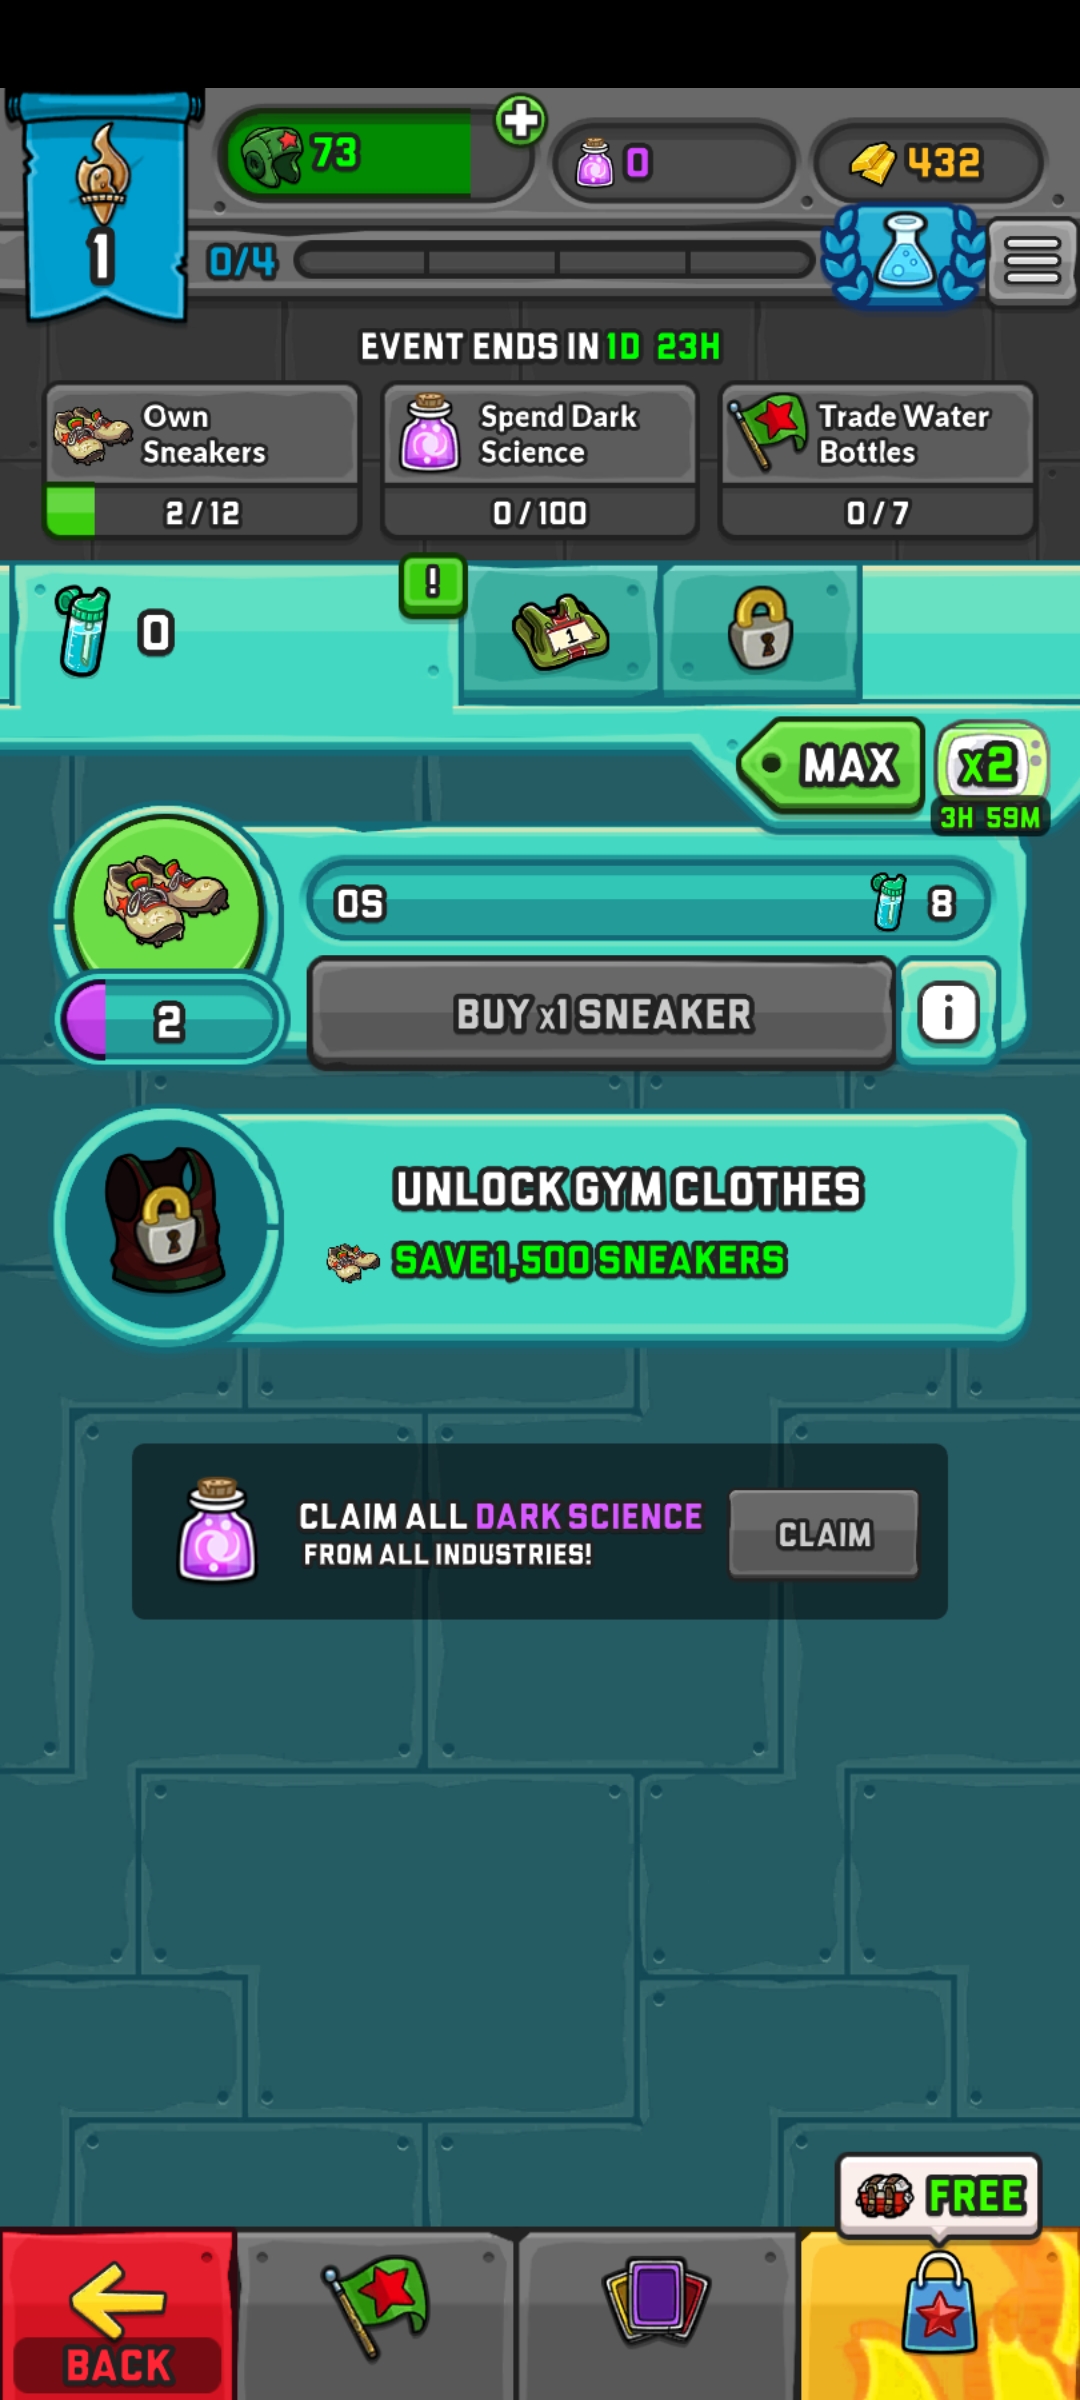 73
0
432
1
0/4
EVENT ENDS IN 1D 23H
Own Sneakers
2/12
Spend Dark Science
0/100
Trade Water Bottles
0/7
0
!
1
MAX
x2
3H 59M
0S
8
2
BUY x1 SNEAKER
i
UNLOCK GYM CLOTHES
SAVE 1,500 SNEAKERS
CLAIM ALL DARK SCIENCE
FROM ALL INDUSTRIES!
CLAIM
FREE
BACK